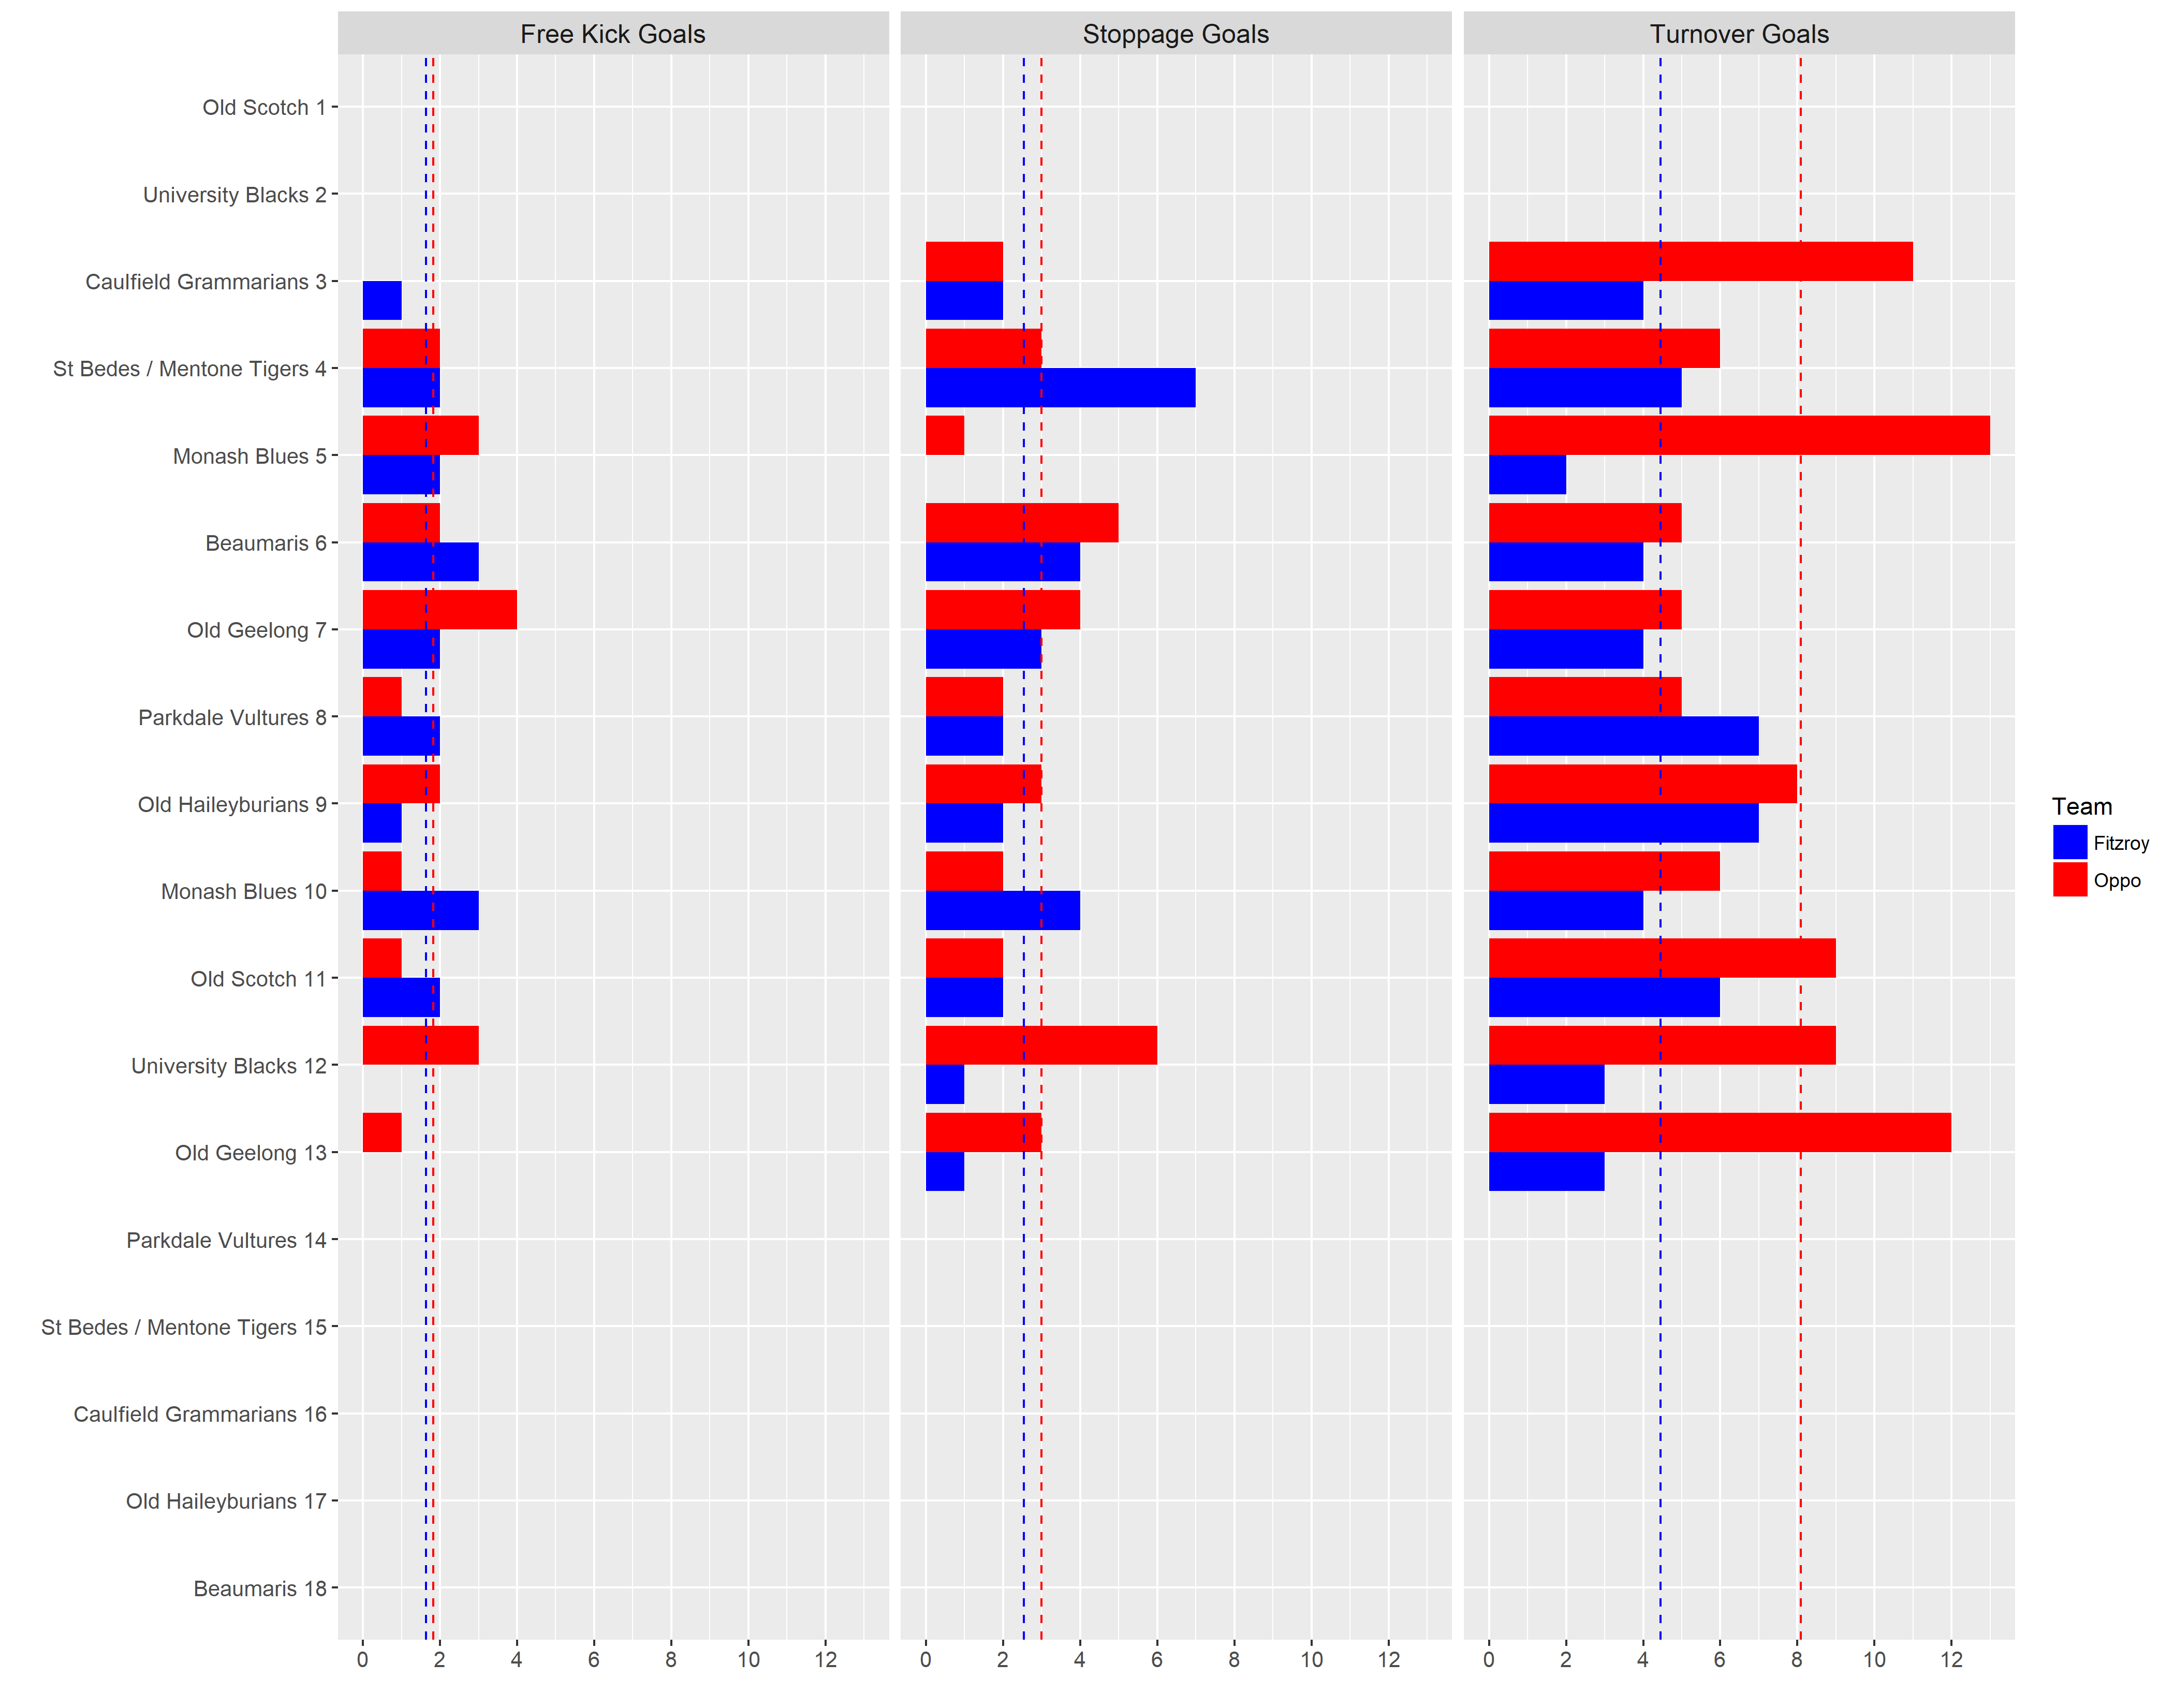 Free Kick Goals
Stoppage Goals
Turnover Goals
Old Scotch 1
University Blacks 2
Caulfield Grammarians 3
St Bedes / Mentone Tigers 4
Monash Blues 5
Beaumaris 6
Old Geelong 7
Parkdale Vultures 8
Old Haileyburians 9
Monash Blues 10
Old Scotch 11
University Blacks 12
Old Geelong 13
Parkdale Vultures 14
St Bedes / Mentone Tigers 15
Caulfield Grammarians 16
Old Haileyburians 17
Beaumaris 18
0 2 4 6 8 10 12
0 2 4 6 8 10 12
0 2 4 6 8 10 12
Team
Fitzroy
Oppo